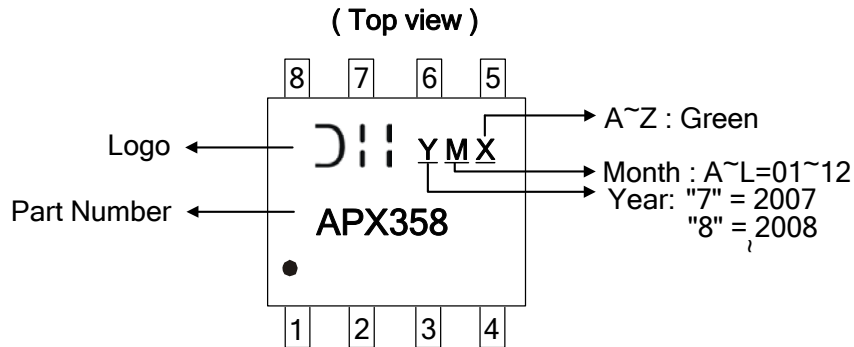 ( Top view )
8 7 6 5
Logo
Y M X
A~Z : Green
Month : A~L=01~12
Year: "7" = 2007
"8" = 2008
~
Part Number
APX358
1 2 3 4